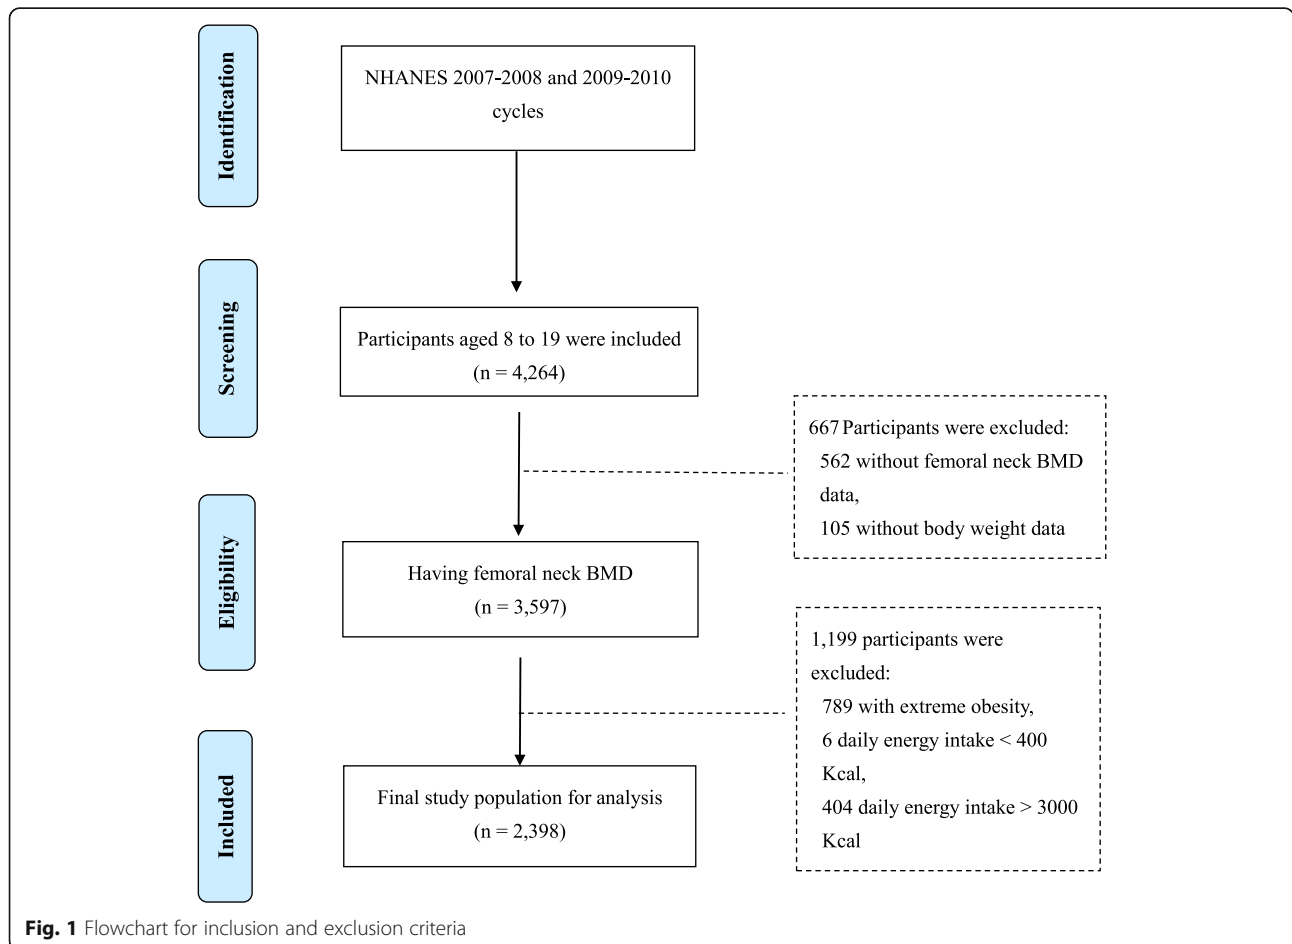 Identification
NHANES 2007-2008 and 2009-2010
cycles
Screening
Participants aged 8 to 19 were included
(n = 4,264)
667 Participants were excluded:
562 without femoral neck BMD
data,
105 without body weight data
Eligibility
Having femoral neck BMD
(n = 3,597)
1,199 participants were
excluded:
789 with extreme obesity,
6 daily energy intake < 400
Kcal,
404 daily energy intake > 3000
Kcal
Included
Final study population for analysis
(n = 2,398)
Fig. 1 Flowchart for inclusion and exclusion criteria